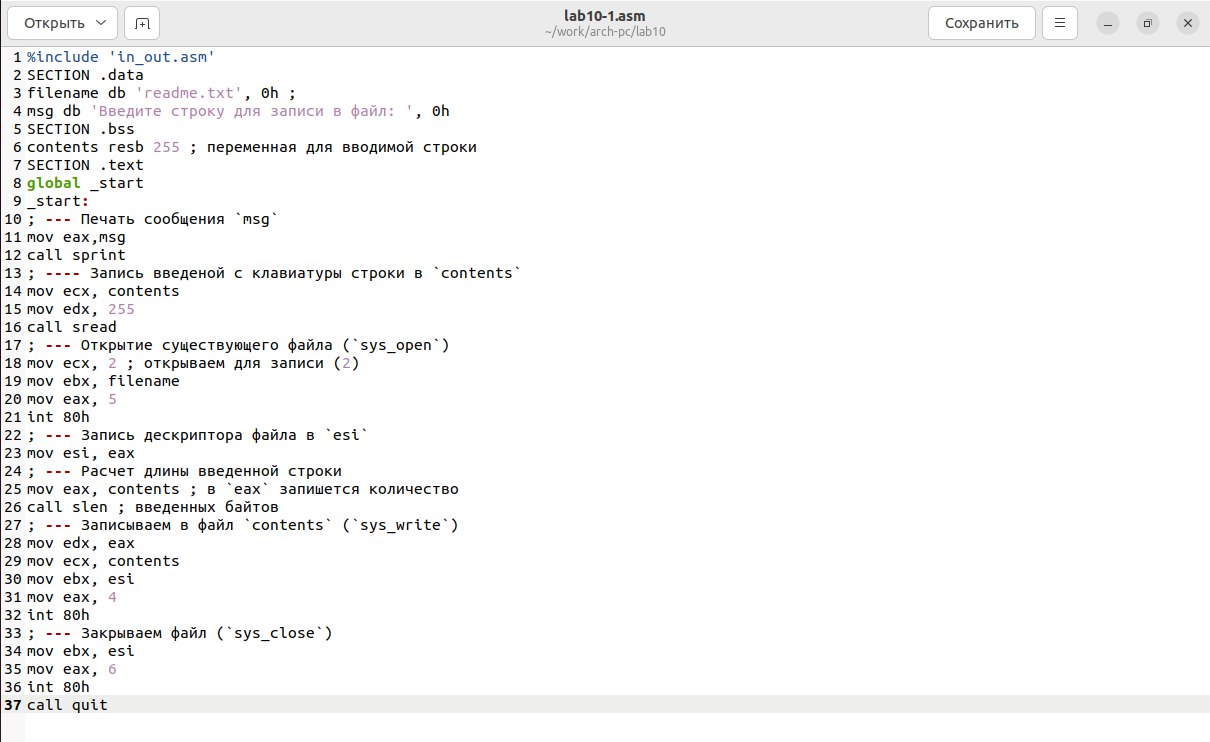 Открыть
lab10-1.asm
~/work/arch-pc/lab10
Сохранить
1 %include 'in_out.asm'
2 SECTION .data
3 filename db 'readme.txt', 0h ;
4 msg db 'Введите строку для записи в файл: ', 0h
5 SECTION .bss
6 contents resb 255 ; переменная для вводимой строки
7 SECTION .text
8 global _start
9 _start:
10 ; --- Печать сообщения `msg`
11 mov eax,msg
12 call sprint
13 ; ---- Запись введеной с клавиатуры строки в `contents`
14 mov ecx, contents
15 mov edx, 255
16 call sread
17 ; --- Открытие существующего файла (`sys_open`)
18 mov ecx, 2 ; открываем для записи (2)
19 mov ebx, filename
20 mov eax, 5
21 int 80h
22 ; --- Запись дескриптора файла в `esi`
23 mov esi, eax
24 ; --- Расчет длины введенной строки
25 mov eax, contents ; в `eax` запишется количество
26 call slen ; введенных байтов
27 ; --- Записываем в файл `contents` (`sys_write`)
28 mov edx, eax
29 mov ecx, contents
30 mov ebx, esi
31 mov eax, 4
32 int 80h
33 ; --- Закрываем файл (`sys_close`)
34 mov ebx, esi
35 mov eax, 6
36 int 80h
37 call quit